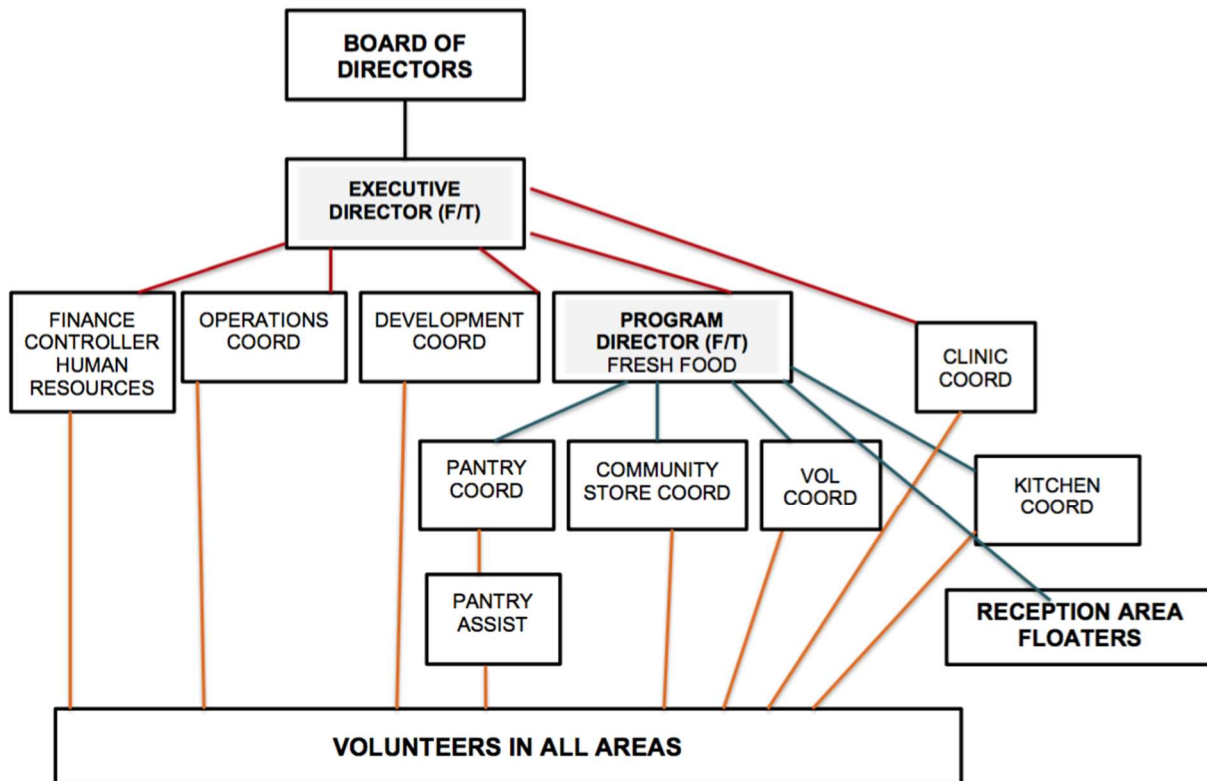 BOARD OF
DIRECTORS
EXECUTIVE
DIRECTOR (F/T)
FINANCE
CONTROLLER
HUMAN
RESOURCES
OPERATIONS
COORD
DEVELOPMENT
COORD
PROGRAM
DIRECTOR (F/T)
FRESH FOOD
CLINIC
COORD
PANTRY
COORD
COMMUNITY
STORE COORD
VOL
COORD
KITCHEN
COORD
PANTRY
ASSIST
RECEPTION AREA
FLOATERS
VOLUNTEERS IN ALL AREAS